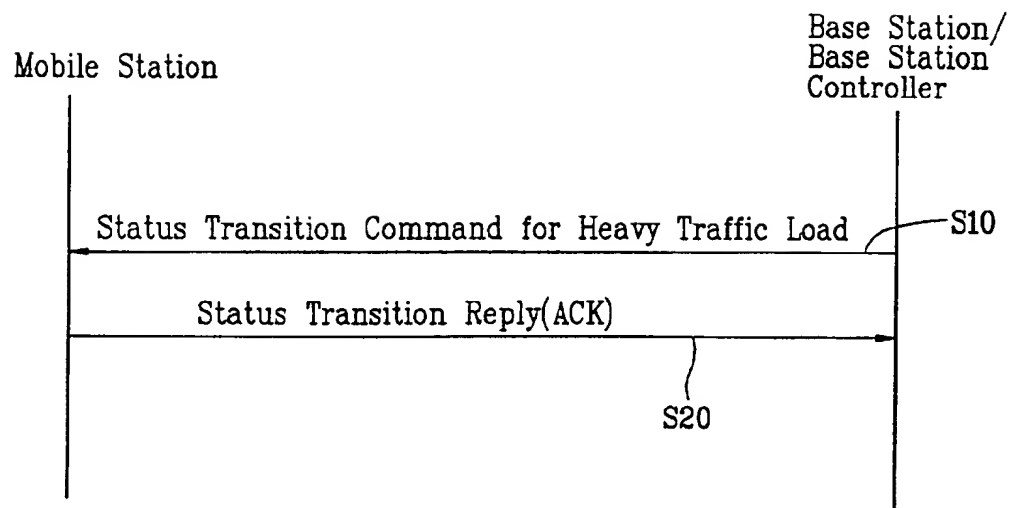 Mobile Station
Base Station/
Base Station
Controller
Status Transition Command for Heavy Traffic Load
S10
Status Transition Reply(ACK)
S20